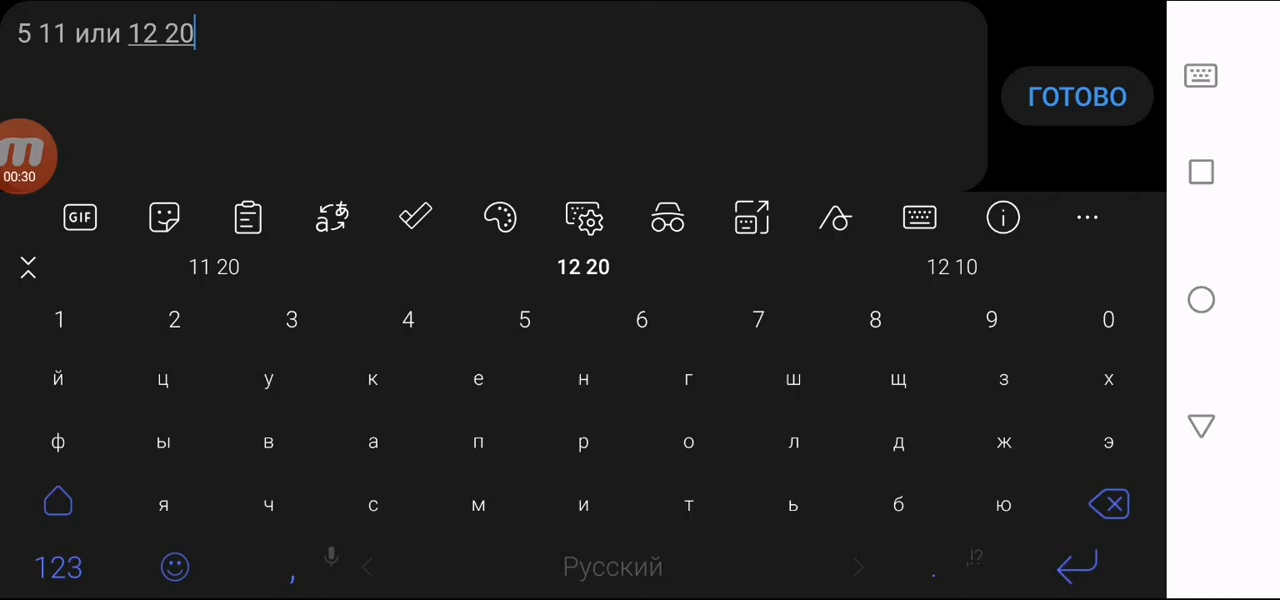 5 11 или 12 20
ГОТОВО
m
00:30
GIF
11 20
12 20
12 10
1 2 3 4 5 6 7 8 9 0
й ц у к е н г ш щ з х
ф ы в а п р о л д ж э
я ч с м и т ь б ю
123 , < Русский > . ,!?